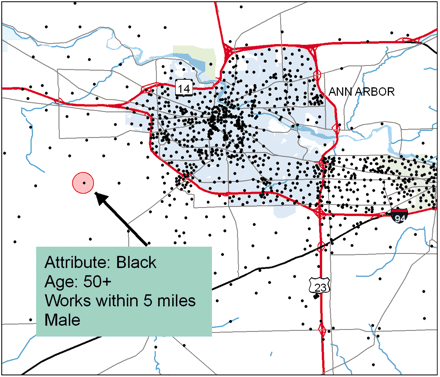 14
ANN ARBOR
94
Attribute: Black
Age: 50+
Works within 5 miles
Male
23